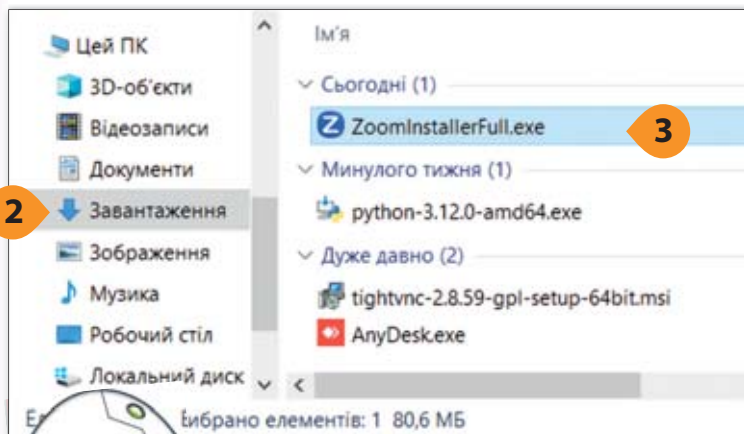 Цей ПК
3D-об'єкти
Відеозаписи
Документи
2
Завантаження
Зображення
Музика
Робочий стіл
Локальний диск
Ім'я
Сьогодні (1)
ZoomInstallerFull.exe
3
Минулого тижня (1)
python-3.12.0-amd64.exe
Дуже давно (2)
tightvnc-2.8.59-gpl-setup-64bit.msi
AnyDesk.exe
елементів: 1 80,6 МБ